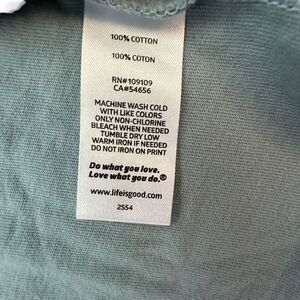 100% COTTON
100% COTON
RN#109109
CA#54656
MACHINE WASH COLD
WITH LIKE COLORS
ONLY NON-CHLORINE
BLEACH WHEN NEEDED
TUMBLE DRY LOW
WARM IRON IF NEEDED
DO NOT IRON ON PRINT
Do what you love.
Love what you do.®
www.lifeisgood.com
2554